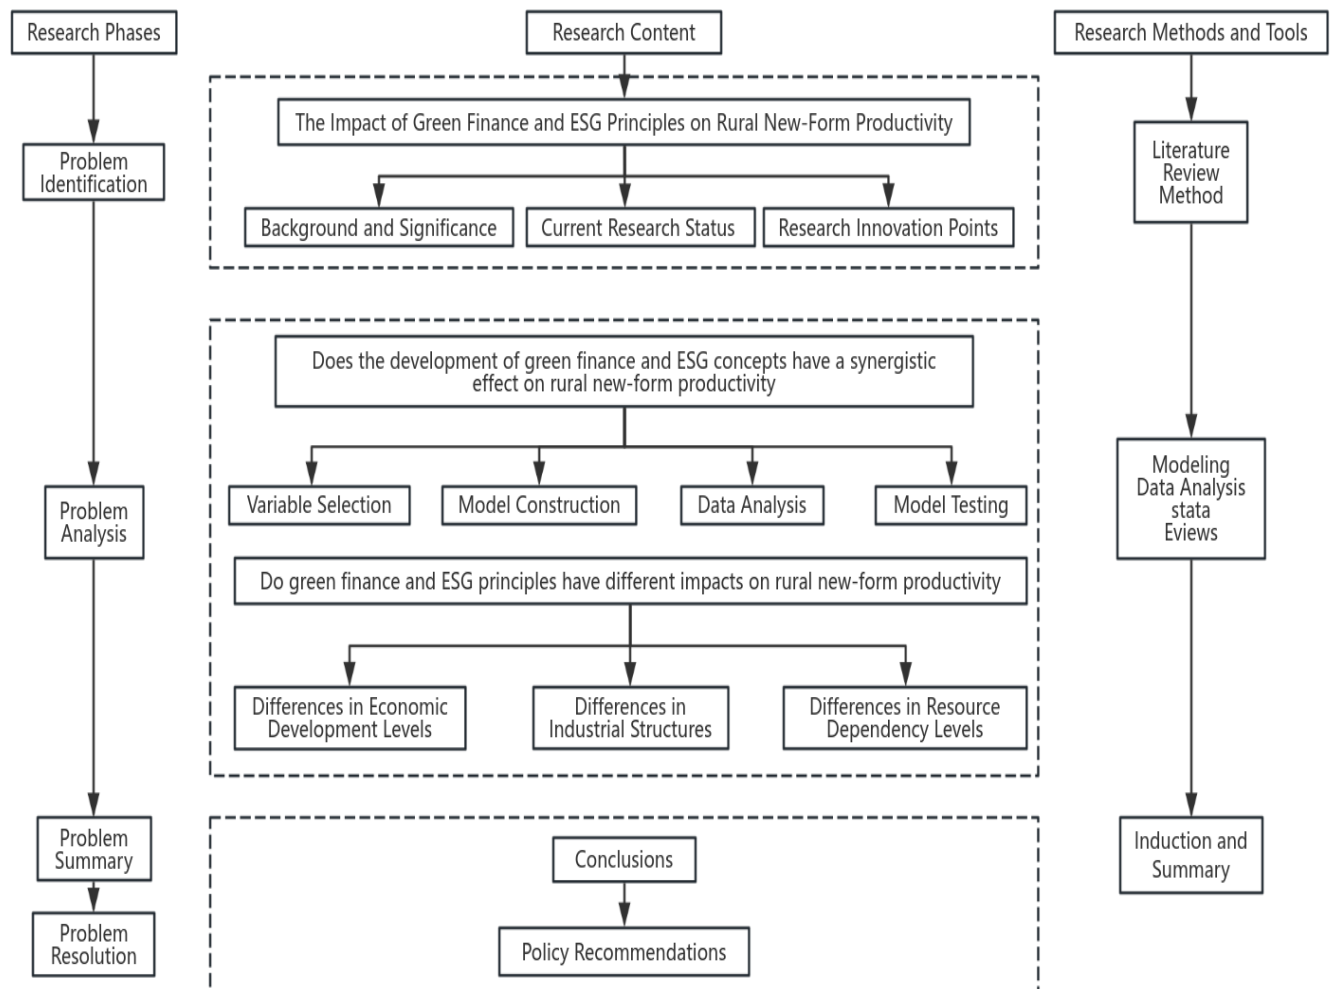 Research Phases
Research Content
Research Methods and Tools
The Impact of Green Finance and ESG Principles on Rural New-Form Productivity
Problem
Identification
Literature
Review
Method
Background and Significance
Current Research Status
Research Innovation Points
Does the development of green finance and ESG concepts have a synergistic
effect on rural new-form productivity
Variable Selection
Model Construction
Data Analysis
Model Testing
Problem
Analysis
Modeling
Data Analysis
stata
Eviews
Do green finance and ESG principles have different impacts on rural new-form productivity
Differences in Economic
Development Levels
Differences in
Industrial Structures
Differences in Resource
Dependency Levels
Problem
Summary
Conclusions
Induction and
Summary
Problem
Resolution
Policy Recommendations